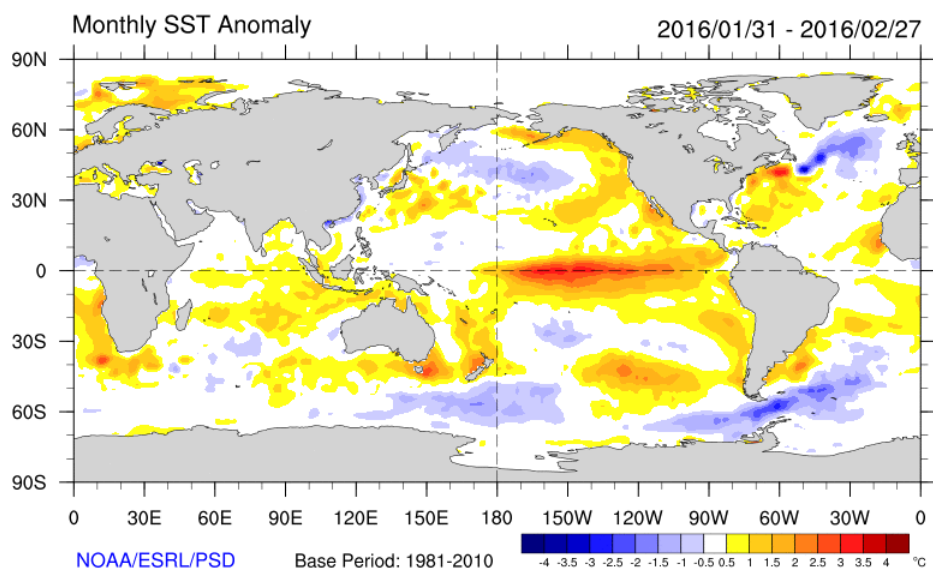 Monthly SST Anomaly 2016/01/31 - 2016/02/27
90N
60N
30N
0
30S
60S
90S
0 30E 60E 90E 120E 150E 180 150W 120W 90W 60W 30W 0
NOAA/ESRL/PSD Base Period: 1981-2010
-4 -3.5 -3 -2.5 -2 -1.5 -1 -0.5 0.5 1 1.5 2 2.5 3 3.5 4 °C